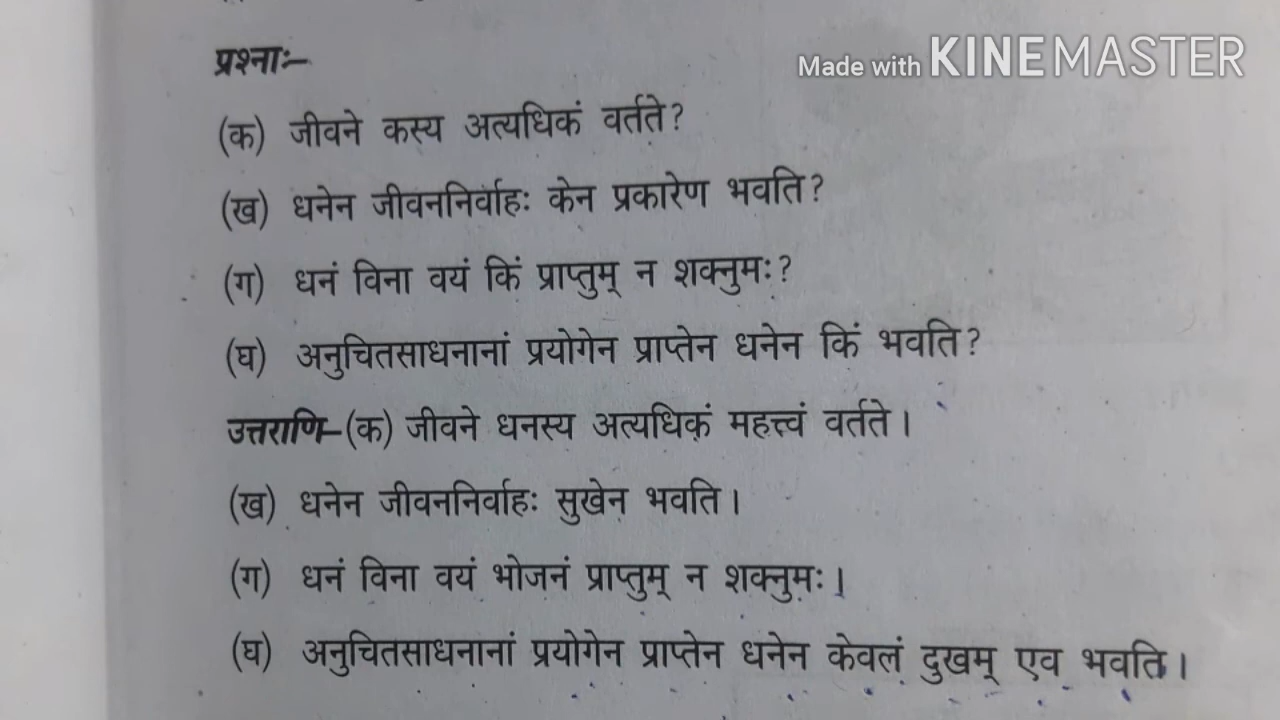 प्रश्नाः–
Made with KINEMASTER
(क) जीवने कस्य अत्यधिकं वर्तते?
(ख) धनेन जीवननिर्वाहः केन प्रकारेण भवति?
(ग) धनं विना वयं किं प्राप्तुम् न शक्नुमः?
(घ) अनुचितसाधनानां प्रयोगेन प्राप्तेन धनेन किं भवति?
उत्तराणि–(क) जीवने धनस्य अत्यधिकं महत्त्वं वर्तते।
(ख) धनेन जीवननिर्वाहः सुखेन भवति।
(ग) धनं विना वयं भोजनं प्राप्तुम् न शक्नुमः।
(घ) अनुचितसाधनानां प्रयोगेन प्राप्तेन धनेन केवलं दुखम् एव भवति।